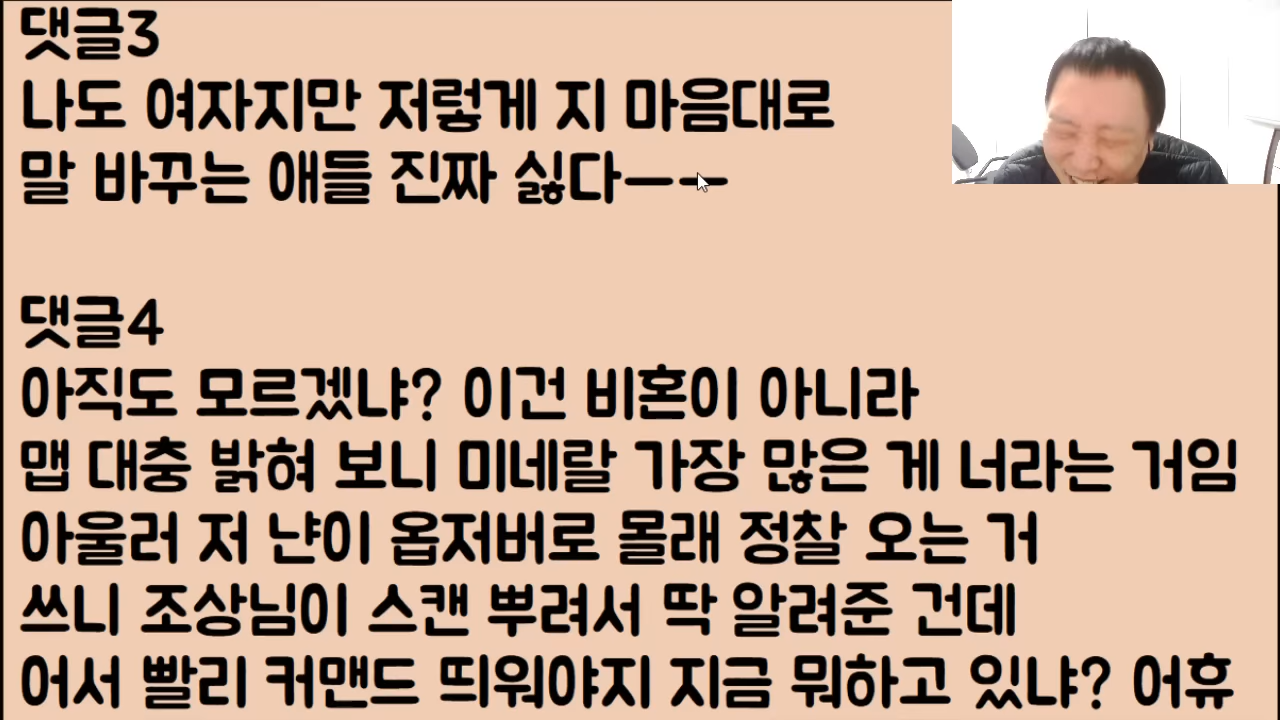 댓글3
나도 여자지만 저렇게 지 마음대로
말 바꾸는 애들 진짜 싫다ㅡㅡ
댓글4
아직도 모르겠냐? 이건 비혼이 아니라
맵 대충 밝혀 보니 미네랄 가장 많은 게 너라는 거임
아울러 저 냔이 옵저버로 몰래 정찰 오는 거
쓰니 조상님이 스캔 뿌려서 딱 알려준 건데
어서 빨리 커맨드 띄워야지 지금 뭐하고 있냐? 어휴